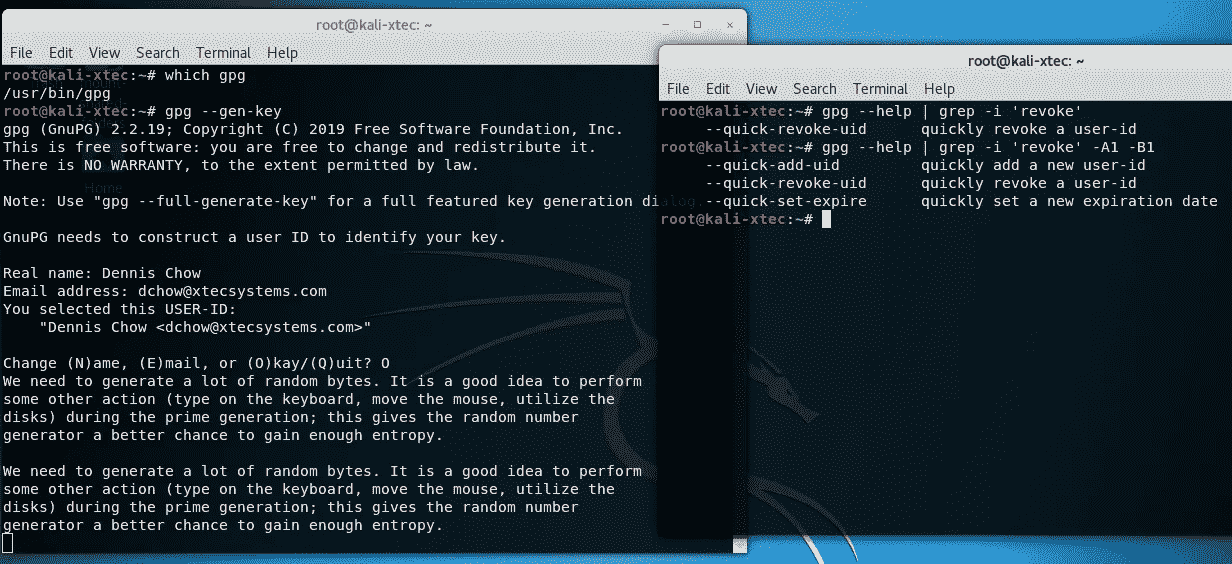 root@kali-xtec: ~
File Edit View Search Terminal Help
root@kali-xtec:~# which gpg
/usr/bin/gpg
root@kali-xtec:~# gpg --gen-key
gpg (GnuPG) 2.2.19; Copyright (C) 2019 Free Software Foundation, Inc.
This is free software: you are free to change and redistribute it.
There is NO WARRANTY, to the extent permitted by law.
Home
Note: Use "gpg --full-generate-key" for a full featured key generation dialog.
GnuPG needs to construct a user ID to identify your key.
Real name: Dennis Chow
Email address: dchow@xtecsystems.com
You selected this USER-ID:
"Dennis Chow <dchow@xtecsystems.com>"
Change (N)ame, (E)mail, or (O)kay/(Q)uit? O
We need to generate a lot of random bytes. It is a good idea to perform
some other action (type on the keyboard, move the mouse, utilize the
disks) during the prime generation; this gives the random number
generator a better chance to gain enough entropy.
We need to generate a lot of random bytes. It is a good idea to perform
some other action (type on the keyboard, move the mouse, utilize the
disks) during the prime generation; this gives the random number
generator a better chance to gain enough entropy.
root@kali-xtec: ~
File Edit View Search Terminal Help
root@kali-xtec:~# gpg --help | grep -i 'revoke'
--quick-revoke-uid quickly revoke a user-id
root@kali-xtec:~# gpg --help | grep -i 'revoke' -A1 -B1
--quick-add-uid quickly add a new user-id
--quick-revoke-uid quickly revoke a user-id
--quick-set-expire quickly set a new expiration date
root@kali-xtec:~#